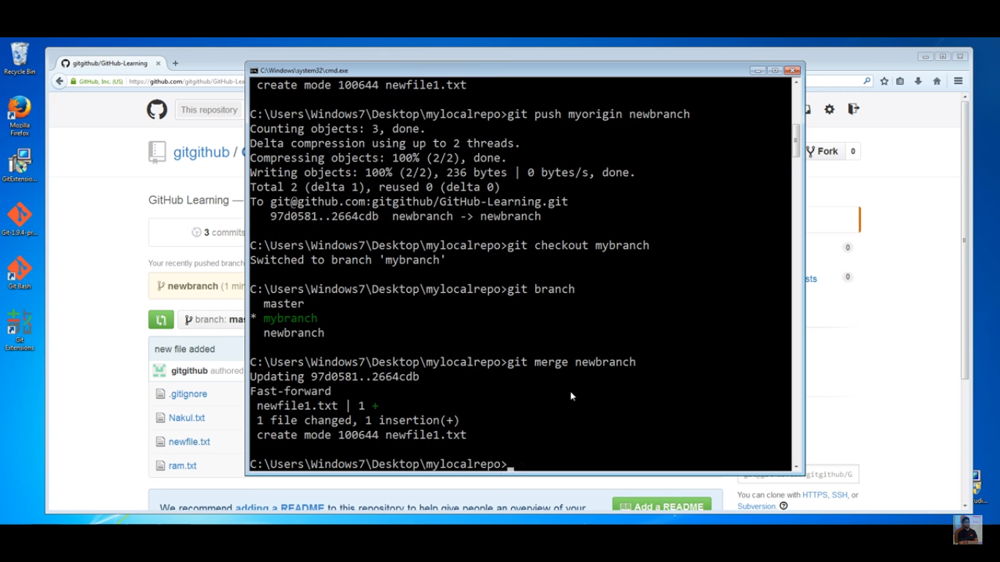 Recycle Bin
Mozilla
Firefox
GitExtension...
Git-1.9.4-pr...
Git Bash
Git
Extensions
gitgithub/GitHub-Learning
GitHub, Inc. (US) https://github.com/gitgithub/GitHub-Lea
This repository
gitgithub /
Fork 0
GitHub Learning —
3 commits
0
Your recently pushed branch
sts 0
newbranch (1 min
branch: mas
new file added
gitgithub authored
.gitignore
Nakul.txt
newfile.txt
ram.txt
We recommend adding a README to this repository to help give people an overview of your
Add a README
gitgithub/G
You can clone with HTTPS, SSH, or
Subversion.
C:\Windows\system32\cmd.exe
create mode 100644 newfile1.txt
C:\Users\Windows7\Desktop\mylocalrepo>git push myorigin newbranch
Counting objects: 3, done.
Delta compression using up to 2 threads.
Compressing objects: 100% (2/2), done.
Writing objects: 100% (2/2), 236 bytes | 0 bytes/s, done.
Total 2 (delta 1), reused 0 (delta 0)
To git@github.com:gitgithub/GitHub-Learning.git
97d0581..2664cdb newbranch -> newbranch
C:\Users\Windows7\Desktop\mylocalrepo>git checkout mybranch
Switched to branch 'mybranch'
C:\Users\Windows7\Desktop\mylocalrepo>git branch
master
* mybranch
newbranch
C:\Users\Windows7\Desktop\mylocalrepo>git merge newbranch
Updating 97d0581..2664cdb
Fast-forward
newfile1.txt | 1 +
1 file changed, 1 insertion(+)
create mode 100644 newfile1.txt
C:\Users\Windows7\Desktop\mylocalrepo>